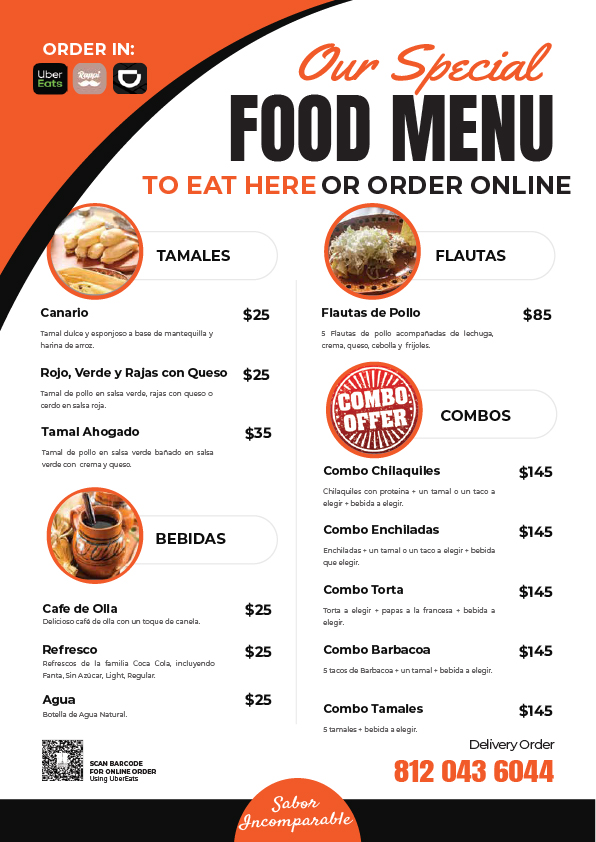 ORDER IN:
Uber
Eats
Rappi
Our Special
FOOD MENU
TO EAT HERE OR ORDER ONLINE
TAMALES
Canario $25
Tamal dulce y esponjoso a base de mantequilla y
harina de arroz.
Rojo, Verde y Rajas con Queso $25
Tamal de pollo en salsa verde, rajas con queso o
cerdo en salsa roja.
Tamal Ahogado $35
Tamal de pollo en salsa verde bañado en salsa
verde con crema y queso.
BEBIDAS
Cafe de Olla $25
Delicioso café de olla con un toque de canela.
Refresco $25
Refrescos de la familia Coca Cola, incluyendo
Fanta, Sin Azúcar, Light, Regular.
Agua $25
Botella de Agua Natural.
SCAN BARCODE
FOR ONLINE ORDER
Using UberEats
FLAUTAS
Flautas de Pollo $85
5 Flautas de pollo acompañadas de lechuga,
crema, queso, cebolla y frijoles.
COMBO
OFFER
COMBOS
Combo Chilaquiles $145
Chilaquiles con proteina + un tamal o un taco a
elegir + bebida a elegir.
Combo Enchiladas $145
Enchiladas + un tamal o un taco a elegir + bebida
que elegir.
Combo Torta $145
Torta a elegir + papas a la francesa + bebida a
elegir.
Combo Barbacoa $145
5 tacos de Barbacoa + un tamal + bebida a elegir.
Combo Tamales $145
5 tamales + bebida a elegir.
Delivery Order
812 043 6044
Sabor
Incomparable